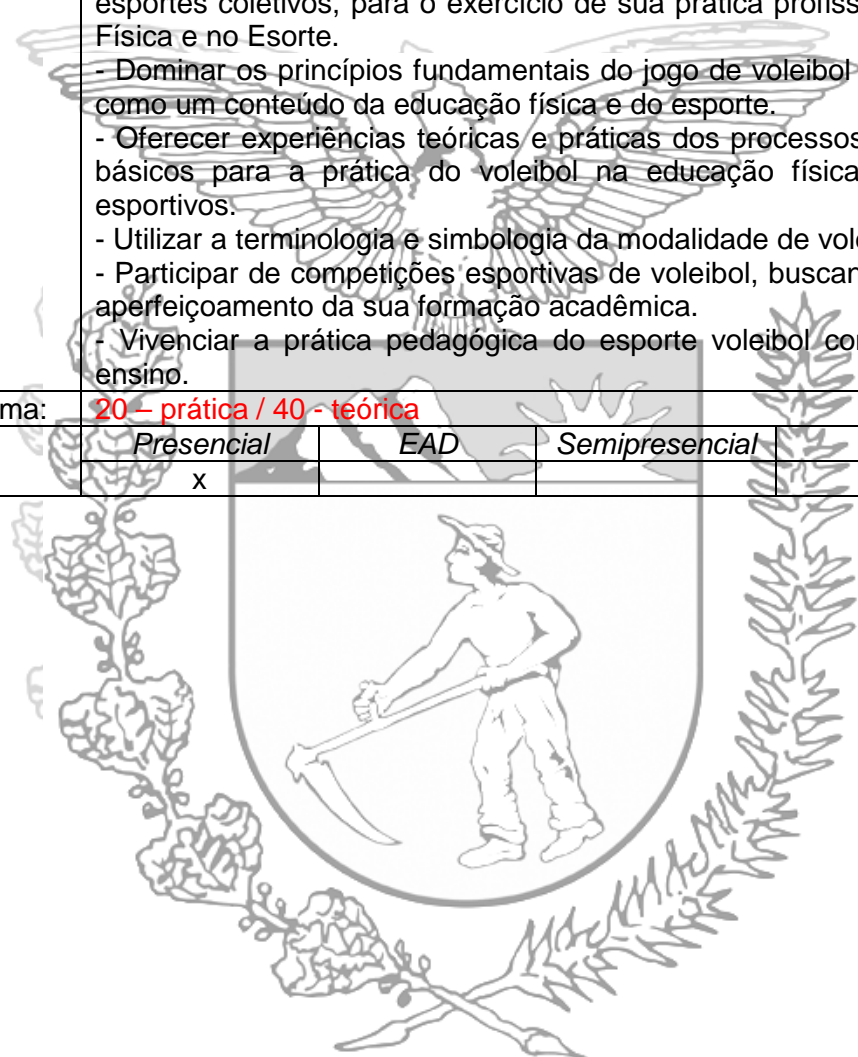 esportes coletivos, para o exercício de sua prática profiss
Física e no Esorte.
- Dominar os princípios fundamentais do jogo de voleibol
como um conteúdo da educação física e do esporte.
- Oferecer experiências teóricas e práticas dos processos
básicos para a prática do voleibol na educação física
esportivos.
- Utilizar a terminologia e simbologia da modalidade de vole
- Participar de competições esportivas de voleibol, buscan
aperfeiçoamento da sua formação acadêmica.
- Vivenciar a prática pedagógica do esporte voleibol con
ensino.
ma: 20 – prática / 40 - teórica
Presencial EAD Semipresencial
x